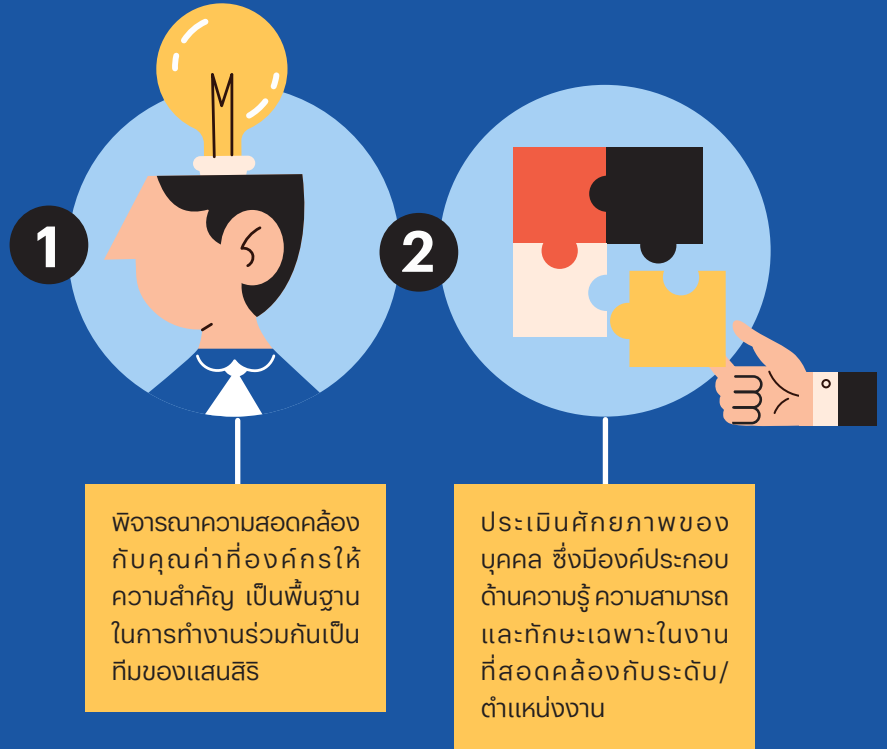 1
พิจารณาความสอดคล้อง
กับคุณค่าที่องค์กรให้
ความสำคัญ เป็นพื้นฐาน
ในการทำงานร่วมกันเป็น
ทีมของแสนสิริ
2
ประเมินศักยภาพของ
บุคคล ซึ่งมีองค์ประกอบ
ด้านความรู้ ความสามารถ
และทักษะเฉพาะในงาน
ที่สอดคล้องกับระดับ/
ตำแหน่งงาน